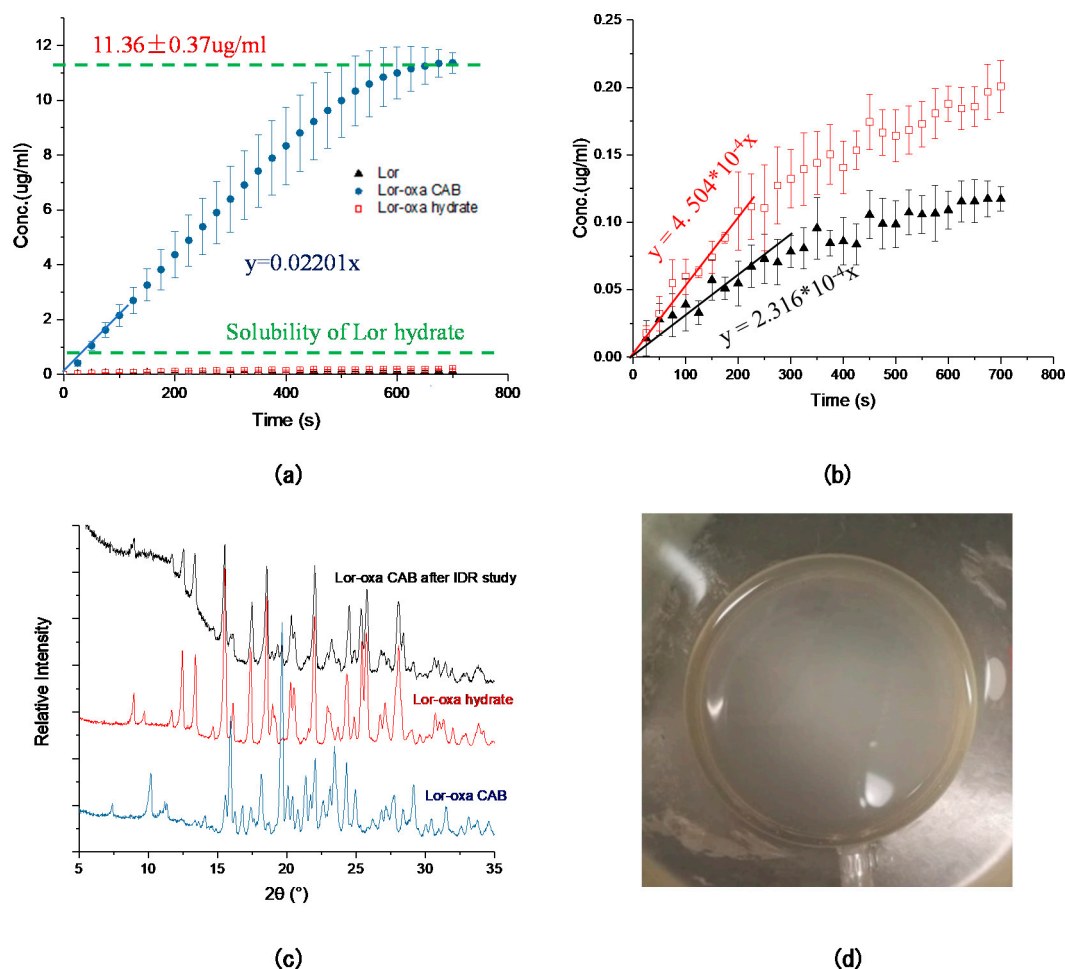 (a)
11.36±0.37ug/ml
Conc.(ug/ml)
12
10
8
6
4
2
0
Lor
Lor-oxa CAB
Lor-oxa hydrate
y=0.02201x
Solubility of Lor hydrate
0 200 400 600 800
Time (s)
(a)
(b)
Conc.(ug/ml)
0.25
0.20
0.15
0.10
0.05
0.00
y = 4. 504*10-4x
y = 2.316*10-4x
0 100 200 300 400 500 600 700 800
Time (s)
(b)
Relative Intensity
Lor-oxa CAB after IDR study
Lor-oxa hydrate
Lor-oxa CAB
5 10 15 20 25 30 35
2θ (°)
(c)
(d)